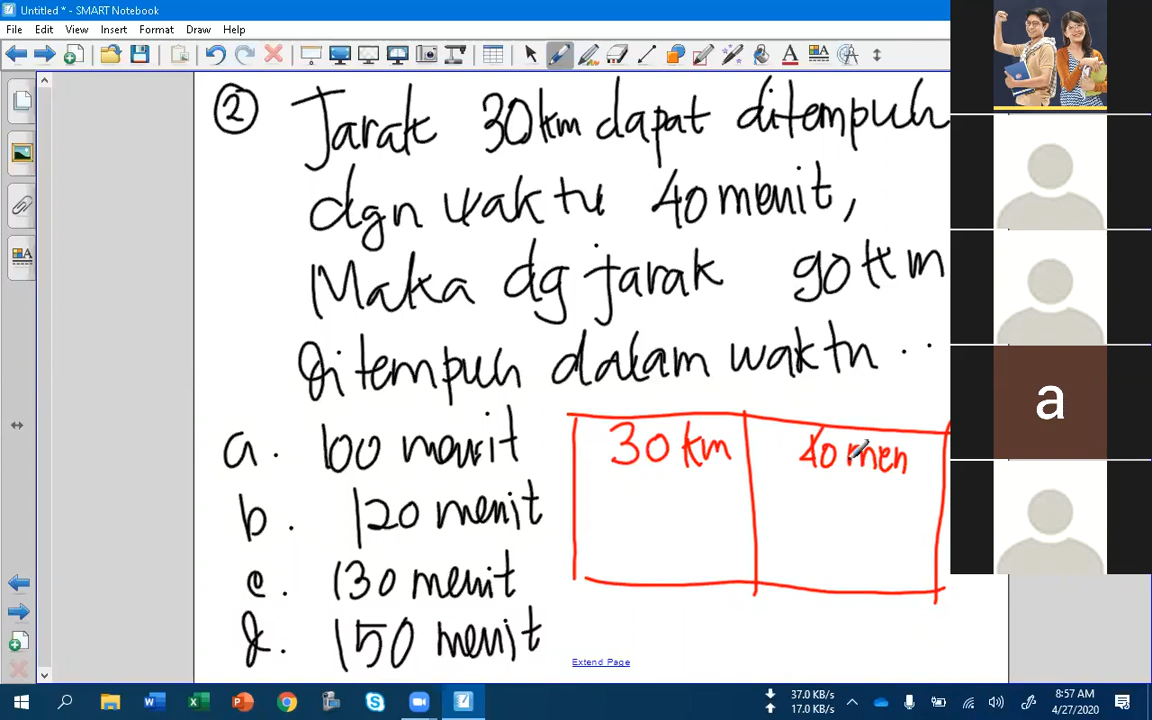 Untitled * - SMART Notebook
File Edit View Insert Format Draw Help
② Jarak 30km dapat ditempuh
dgn waktu 40 menit,
Maka dg jarak 90 km
ditempuh dalam waktu ..
a. 100 menit
b. 120 menit
c. 130 menit
d. 150 menit
30 km 40 men
a
Extend Page
37.0 KB/s
17.0 KB/s
8:57 AM
4/27/2020